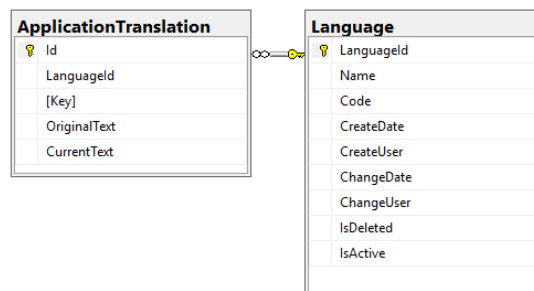 ApplicationTranslation
Id
LanguageId
[Key]
OriginalText
CurrentText
Language
LanguageId
Name
Code
CreateDate
CreateUser
ChangeDate
ChangeUser
IsDeleted
IsActive